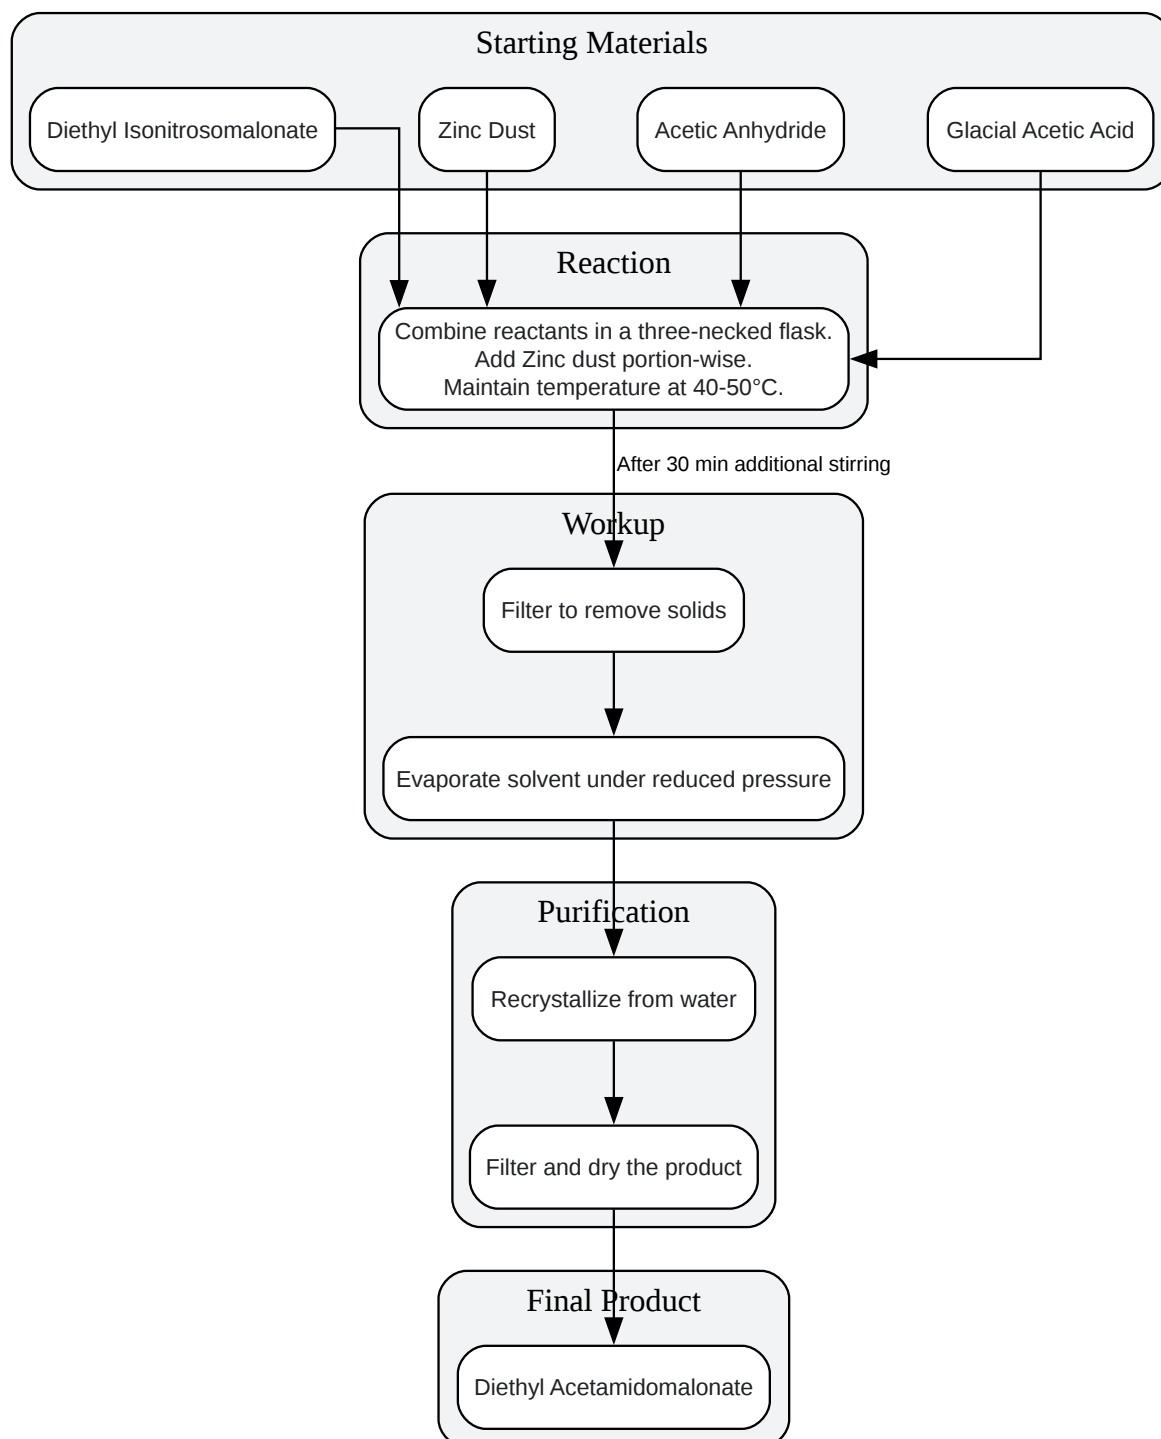 Starting Materials
Diethyl Isonitrosomalonate
Zinc Dust
Acetic Anhydride
Glacial Acetic Acid
Reaction
Combine reactants in a three-necked flask.
Add Zinc dust portion-wise.
Maintain temperature at 40-50°C.
After 30 min additional stirring
Workup
Filter to remove solids
Evaporate solvent under reduced pressure
Purification
Recrystallize from water
Filter and dry the product
Final Product
Diethyl Acetamidomalonate